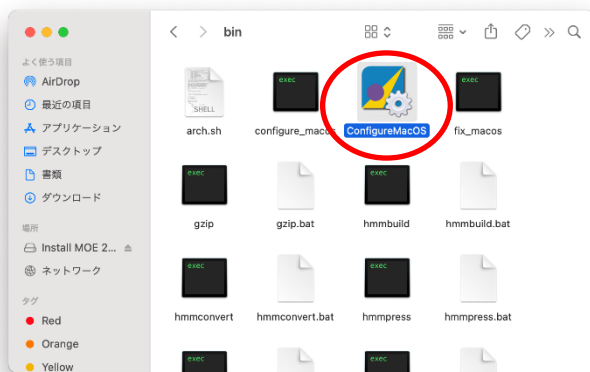 bin
よく使う項目
AirDrop
最近の項目
アプリケーション
デスクトップ
書類
ダウンロード
場所
Install MOE 2...
ネットワーク
タグ
Red
Orange
Yellow
SHELL
exec
exec
arch.sh
configure_macos
ConfigureMacOS
fix_macos
exec
exec
gzip
gzip.bat
hmmbuild
hmmbuild.bat
exec
exec
hmmconvert
hmmconvert.bat
hmmpress
hmmpress.bat
exec
exec